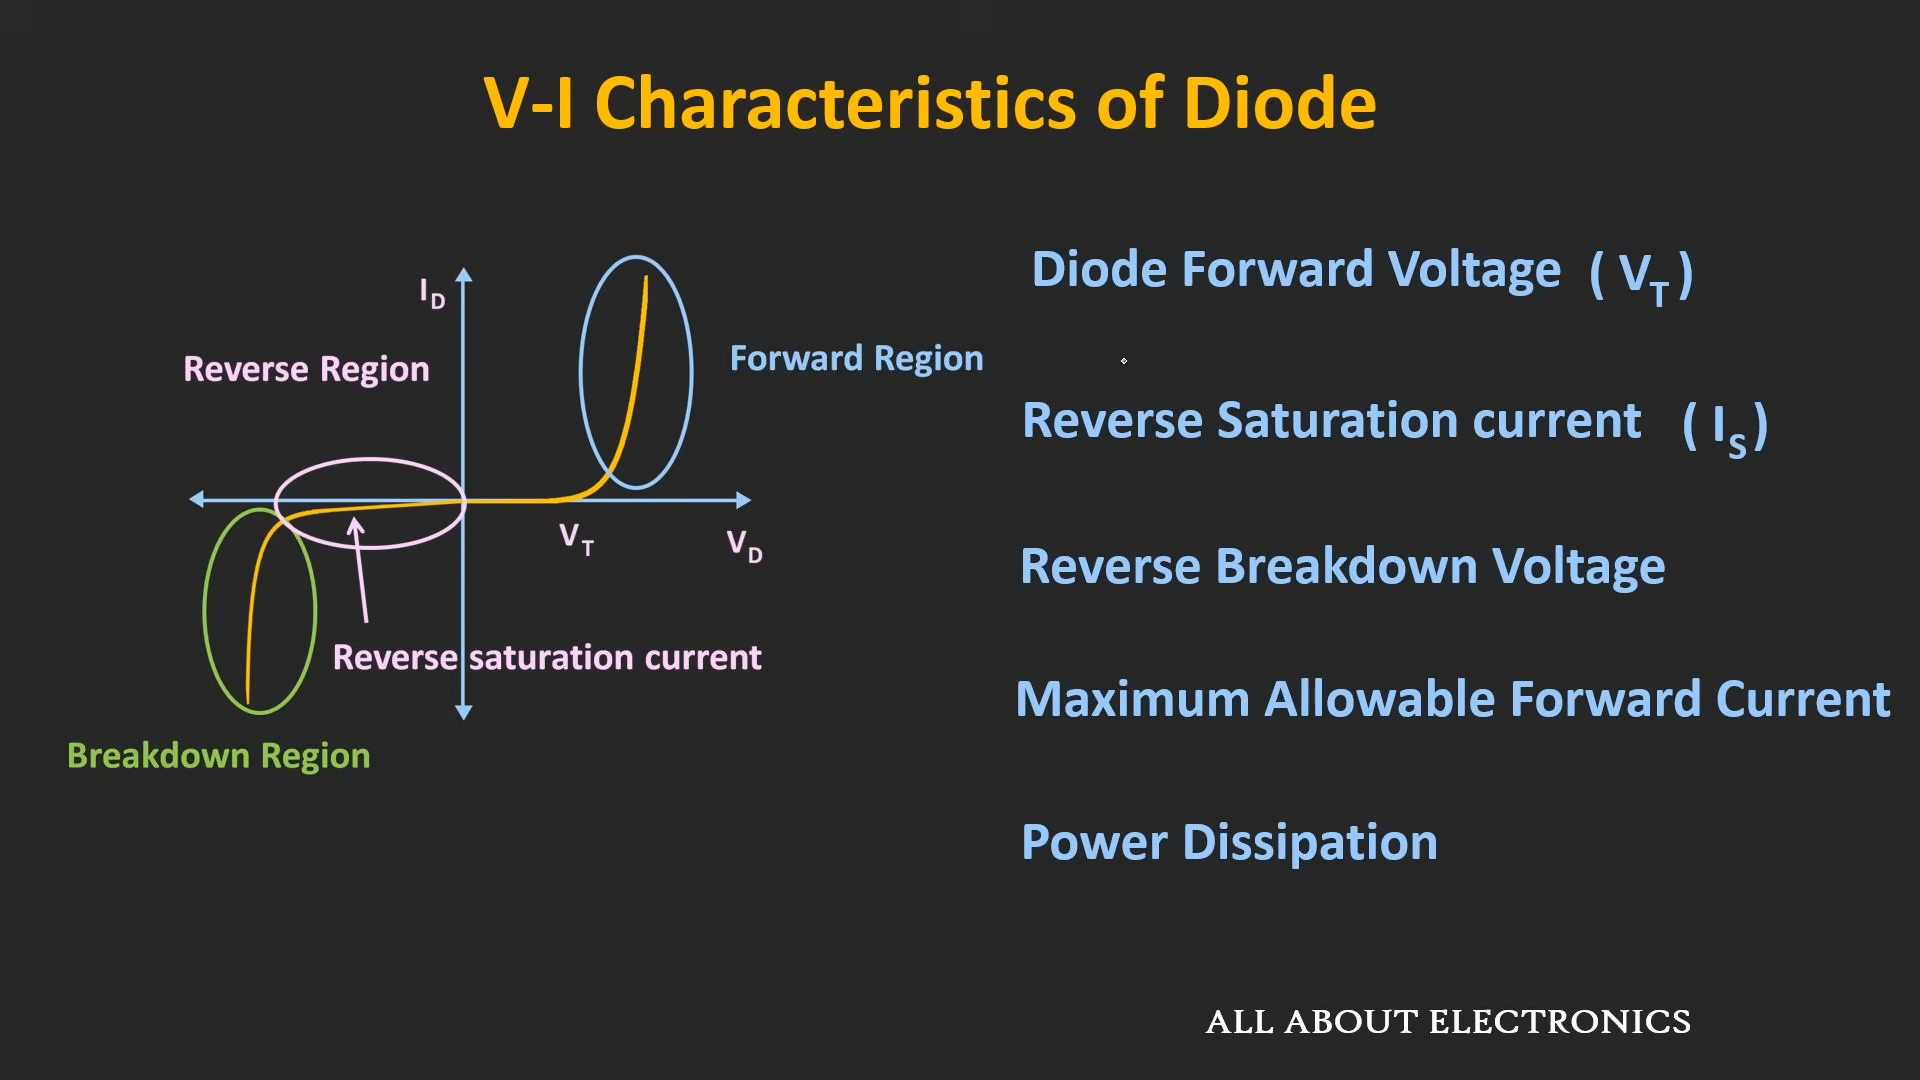 V-I Characteristics of Diode
I_D
Reverse Region
Forward Region
V_T
V_D
Reverse saturation current
Breakdown Region
Diode Forward Voltage ( V_T )
Reverse Saturation current ( I_S )
Reverse Breakdown Voltage
Maximum Allowable Forward Current
Power Dissipation
ALL ABOUT ELECTRONICS